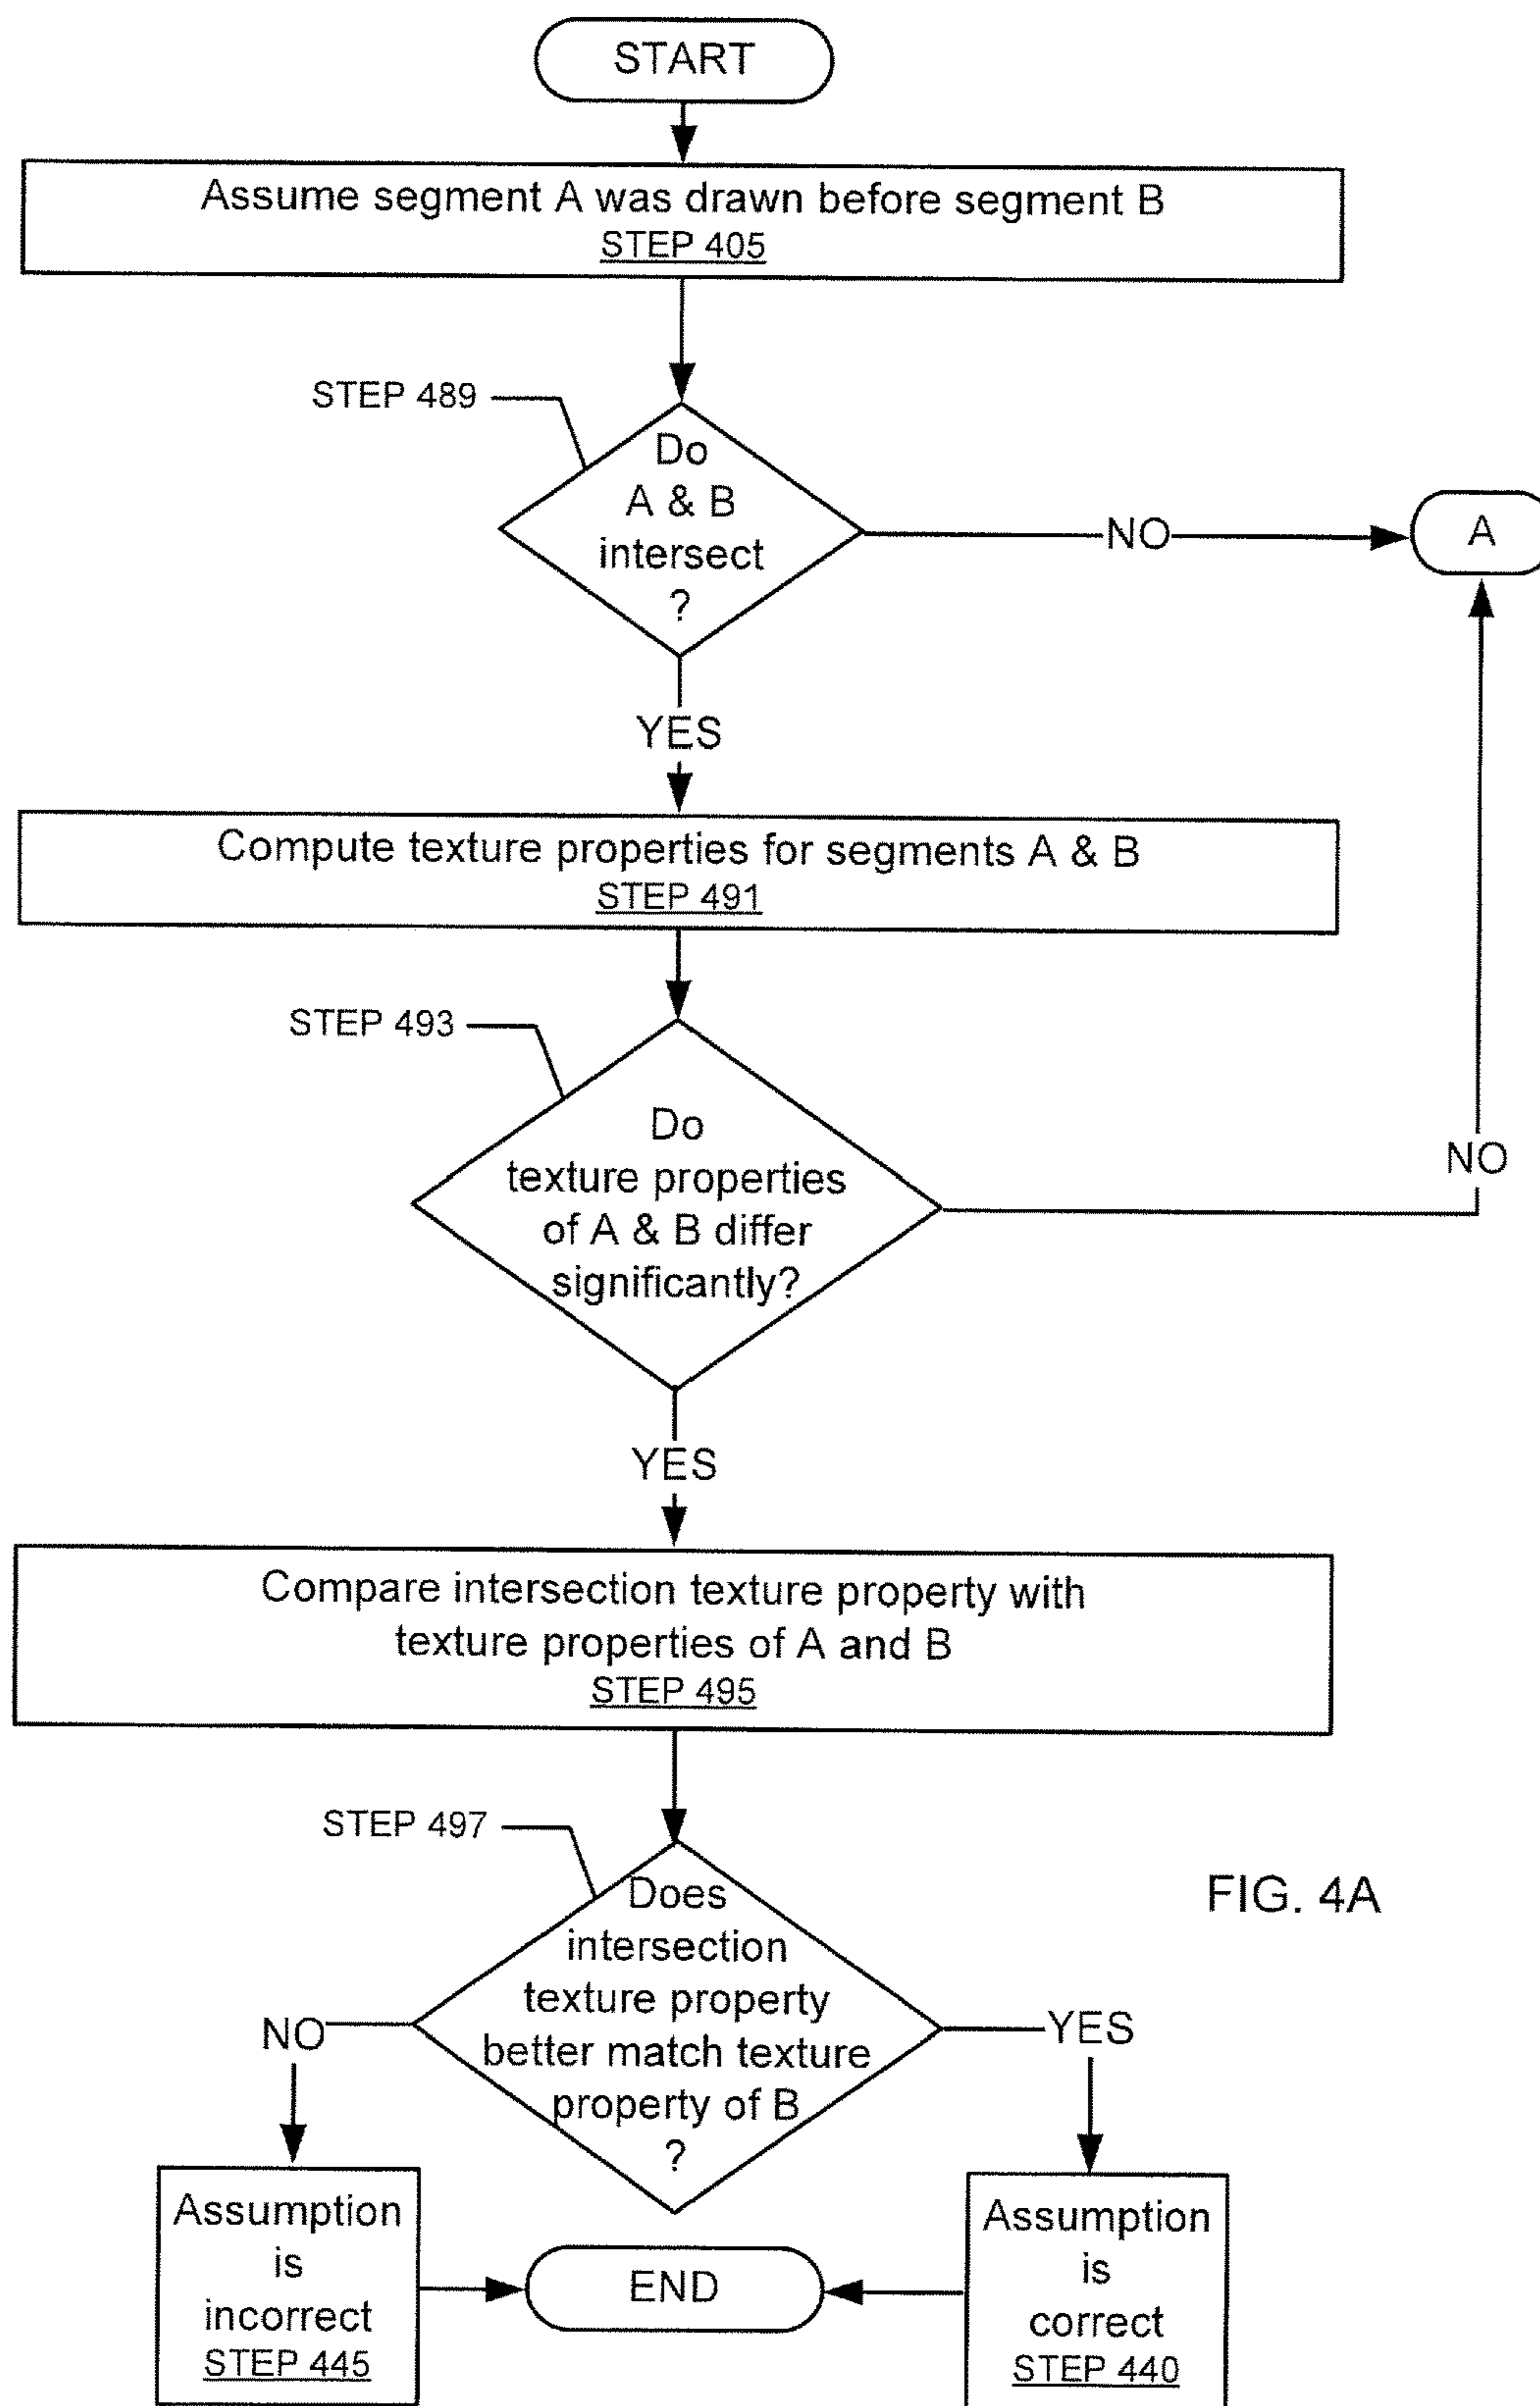 START
Assume segment A was drawn before segment B
STEP 405
STEP 489
Do
A & B
intersect
?
NO
A
YES
Compute texture properties for segments A & B
STEP 491
STEP 493
Do
texture properties
of A & B differ
significantly?
NO
YES
Compare intersection texture property with
texture properties of A and B
STEP 495
STEP 497
Does
intersection
texture property
better match texture
property of B
?
FIG. 4A
NO
YES
Assumption
is
incorrect
STEP 445
END
Assumption
is
correct
STEP 440